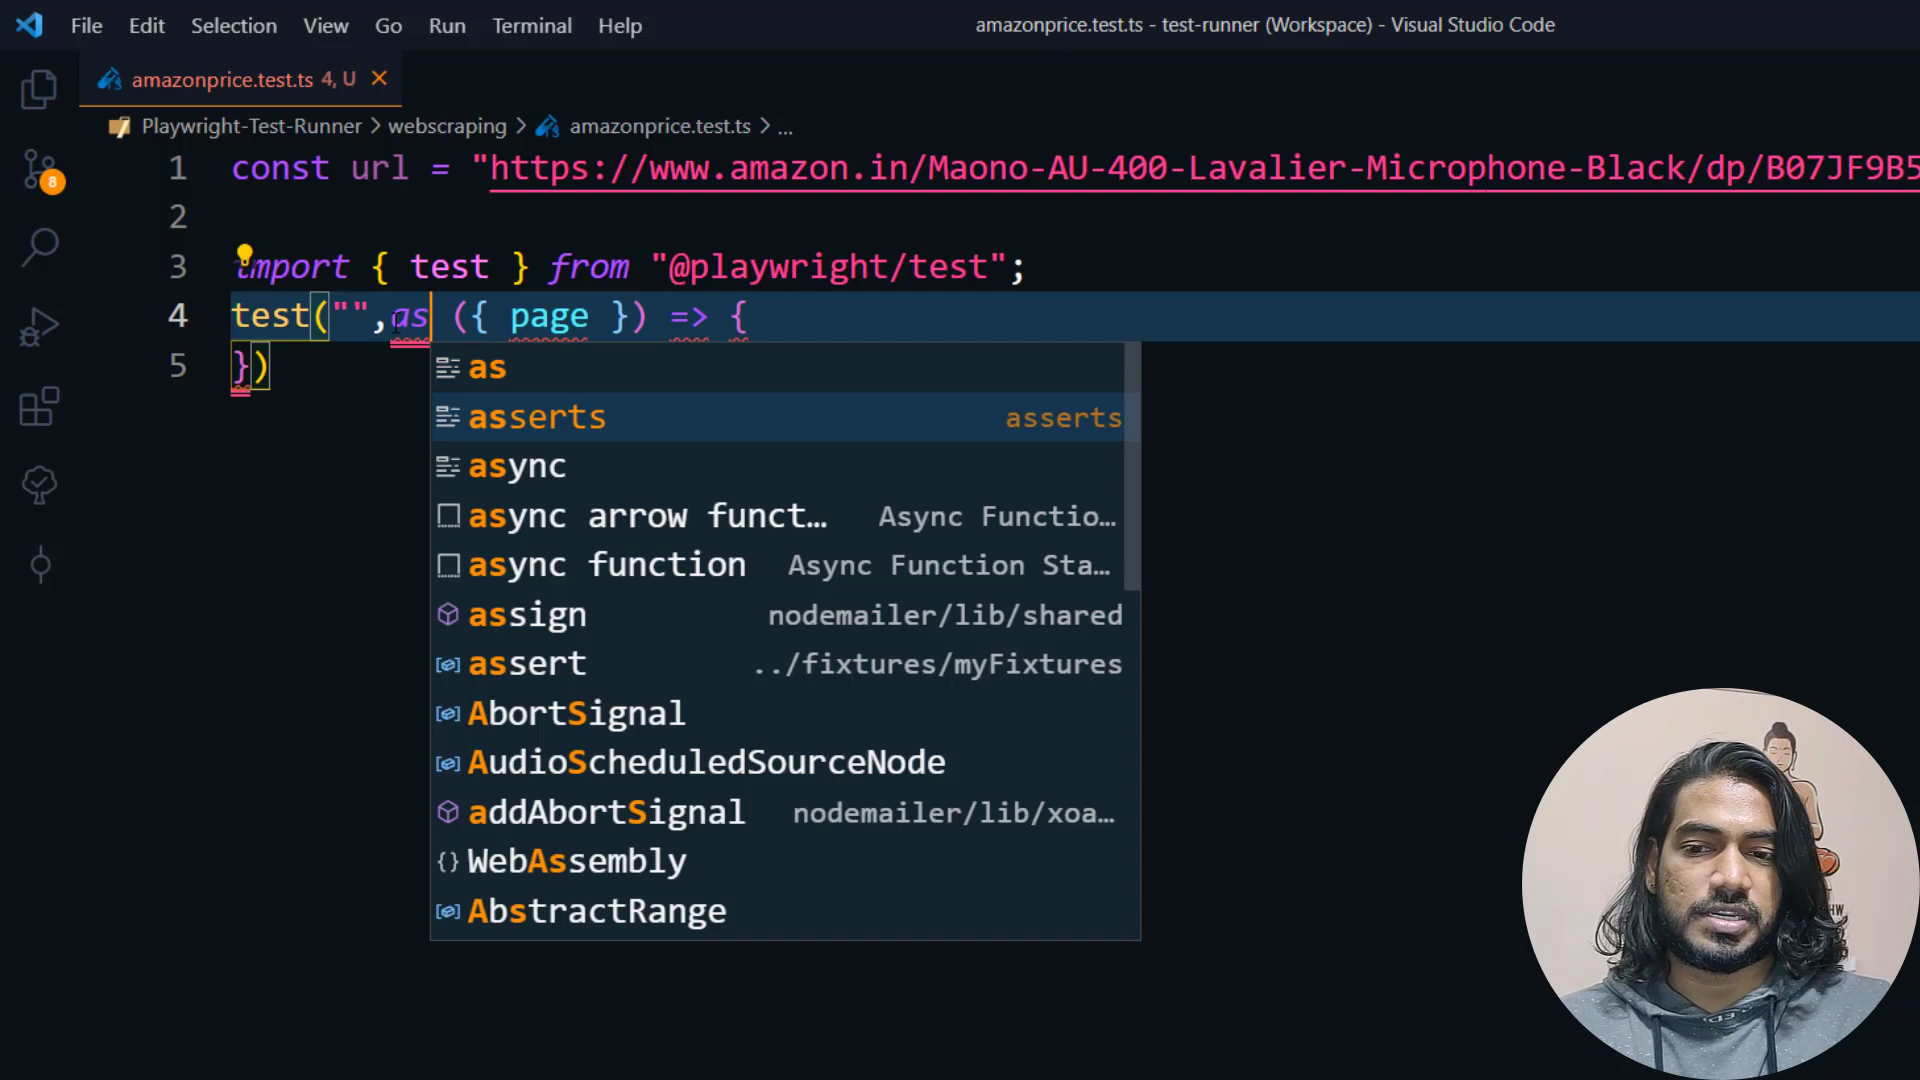 File Edit Selection View Go Run Terminal Help
amazonprice.test.ts - test-runner (Workspace) - Visual Studio Code
amazonprice.test.ts 4, U
Playwright-Test-Runner > webscraping > amazonprice.test.ts > ...
8
1 const url = "https://www.amazon.in/Maono-AU-400-Lavalier-Microphone-Black/dp/B07JF9B5
2
3 import { test } from "@playwright/test";
4 test("",as ({ page }) => {
5 })
as
asserts asserts
async
async arrow funct… Async Functio…
async function Async Function Sta…
assign nodemailer/lib/shared
assert ../fixtures/myFixtures
AbortSignal
AudioScheduledSourceNode
addAbortSignal nodemailer/lib/xoa…
WebAssembly
AbstractRange